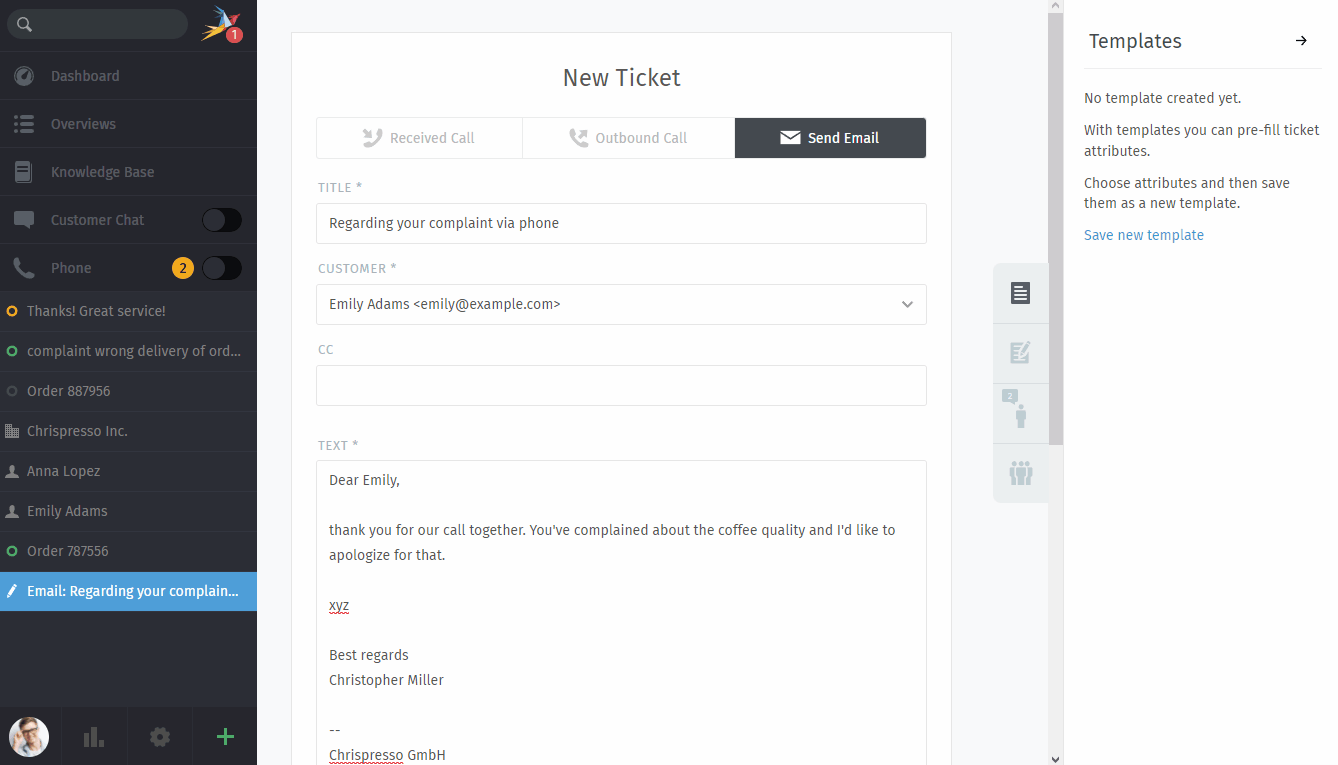 1
Dashboard
Overviews
Knowledge Base
Customer Chat
Phone
2
Thanks! Great service!
complaint wrong delivery of ord...
Order 887956
Chrispresso Inc.
Anna Lopez
Emily Adams
Order 787556
Email: Regarding your complain...
New Ticket
Received Call
Outbound Call
Send Email
TITLE *
Regarding your complaint via phone
CUSTOMER *
Emily Adams <emily@example.com>
CC
TEXT *
Dear Emily,
thank you for our call together. You've complained about the coffee quality and I'd like to
apologize for that.
xyz
Best regards
Christopher Miller
--
Chrispresso GmbH
2
Templates
No template created yet.
With templates you can pre-fill ticket
attributes.
Choose attributes and then save
them as a new template.
Save new template